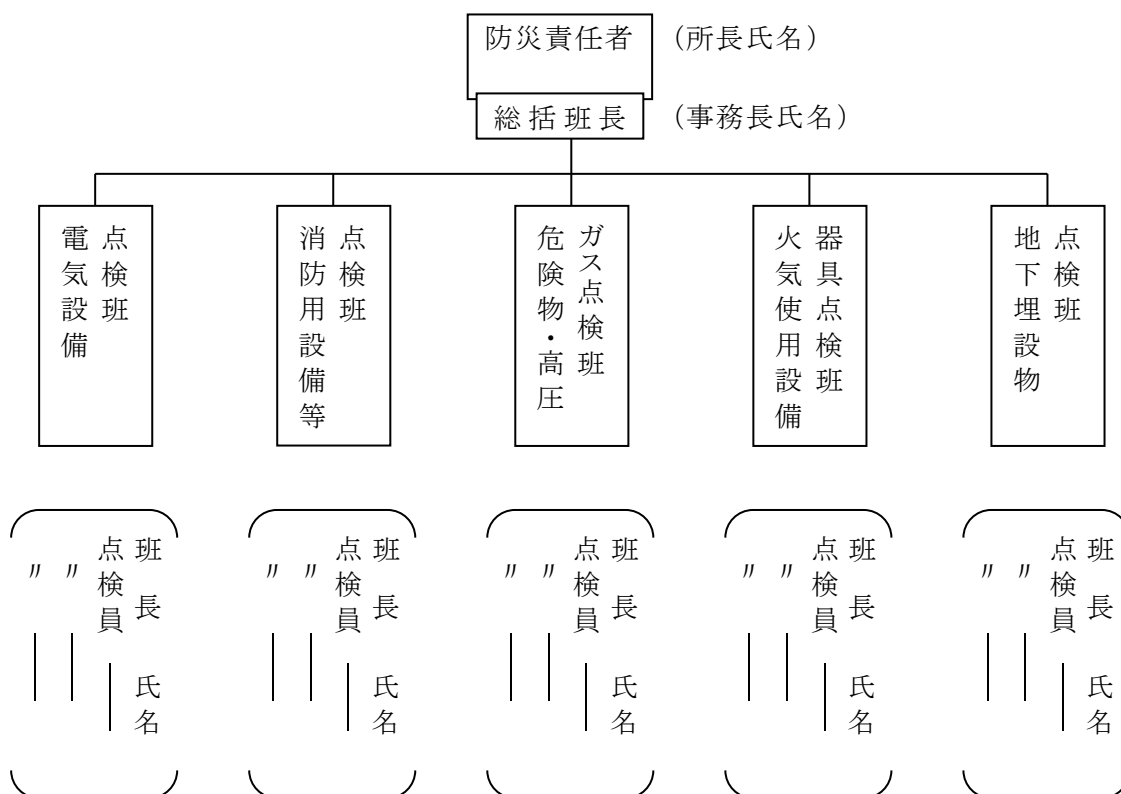 防災責任者 (所長氏名)
総括班長 (事務長氏名)
電気設備
点検班
消防用設備等
点検班
危険物・高圧
ガス点検班
火気使用設備
器具点検班
地下埋設物
点検班
班長 氏名
点検員
〃
〃
班長 氏名
点検員
〃
〃
班長 氏名
点検員
〃
〃
班長 氏名
点検員
〃
〃
班長 氏名
点検員
〃
〃